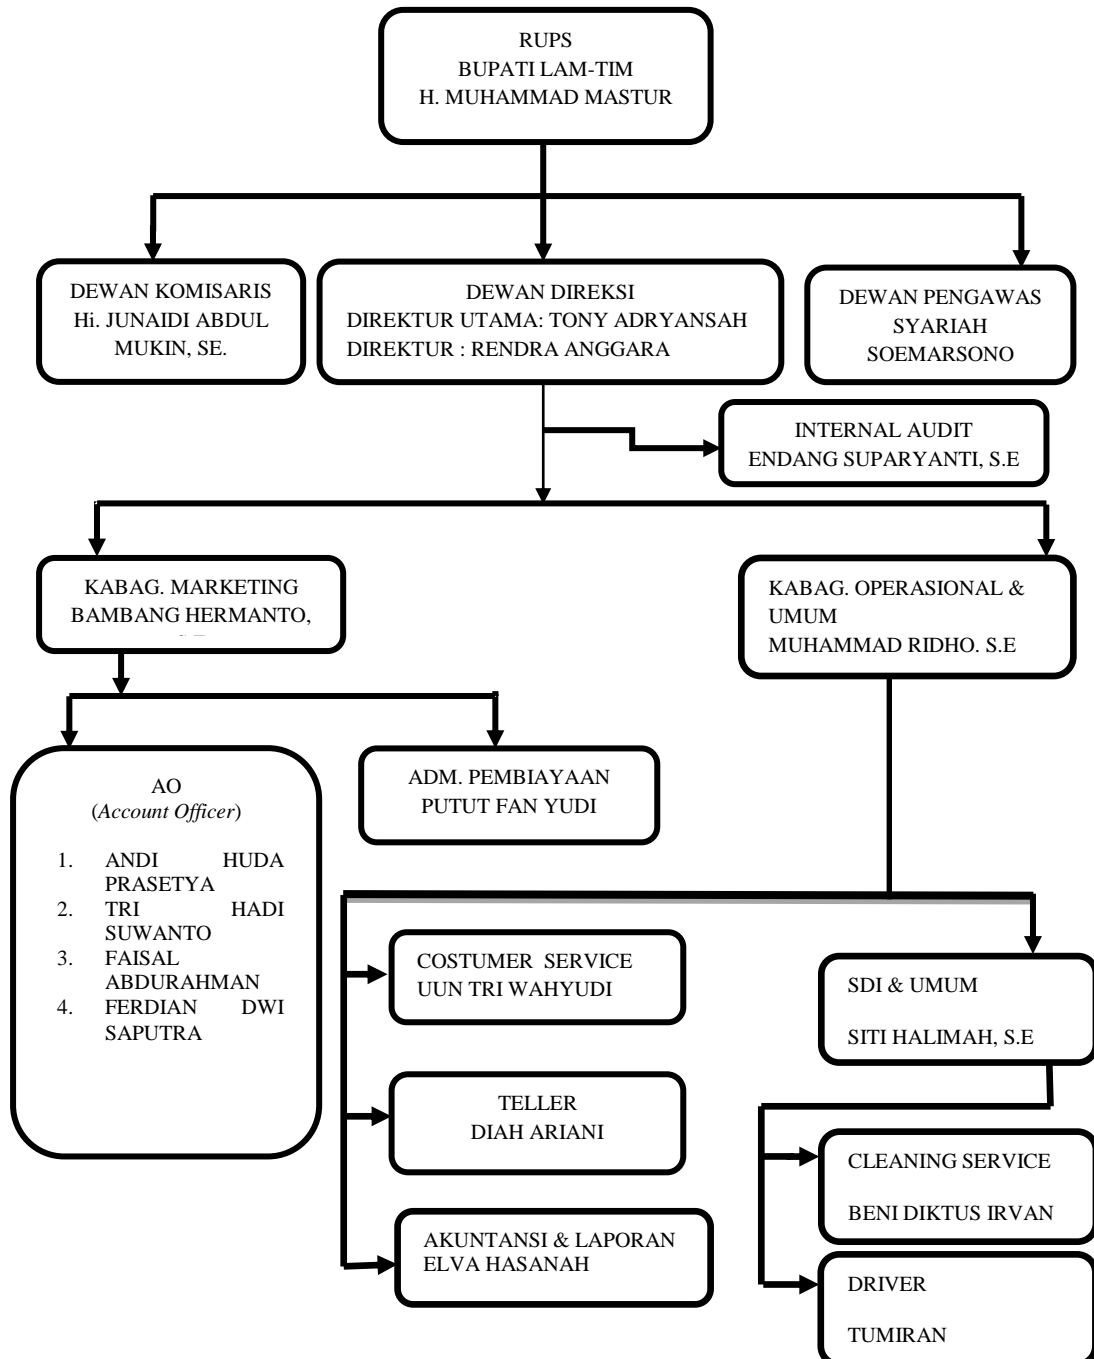 RUPS
BUPATI LAM-TIM
H. MUHAMMAD MASTUR
DEWAN KOMISARIS
Hi. JUNAIDI ABDUL
MUKIN, SE.
DEWAN DIREKSI
DIREKTUR UTAMA: TONY ADRYANSAH
DIREKTUR : RENDRA ANGGARA
DEWAN PENGAWAS
SYARIAH
SOEMARSONO
INTERNAL AUDIT
ENDANG SUPARYANTI, S.E
KABAG. MARKETING
BAMBANG HERMANTO,
KABAG. OPERASIONAL &
UMUM
MUHAMMAD RIDHO. S.E
AO
(Account Officer)
1. ANDI HUDA
PRASETYA
2. TRI HADI
SUWANTO
3. FAISAL
ABDURAHMAN
4. FERDIAN DWI
SAPUTRA
ADM. PEMBIAYAAN
PUTUT FAN YUDI
COSTUMER SERVICE
UUN TRI WAHYUDI
TELLER
DIAH ARIANI
AKUNTANSI & LAPORAN
ELVA HASANAH
SDI & UMUM
SITI HALIMAH, S.E
CLEANING SERVICE
BENI DIKTUS IRVAN
DRIVER
TUMIRAN